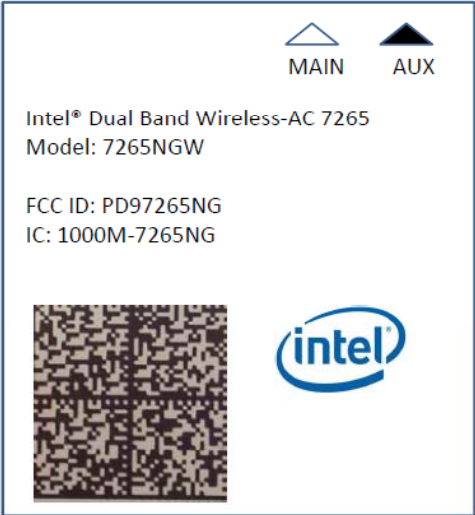 MAIN AUX
Intel® Dual Band Wireless-AC 7265
Model: 7265NGW
FCC ID: PD97265NG
IC: 1000M-7265NG
intel®